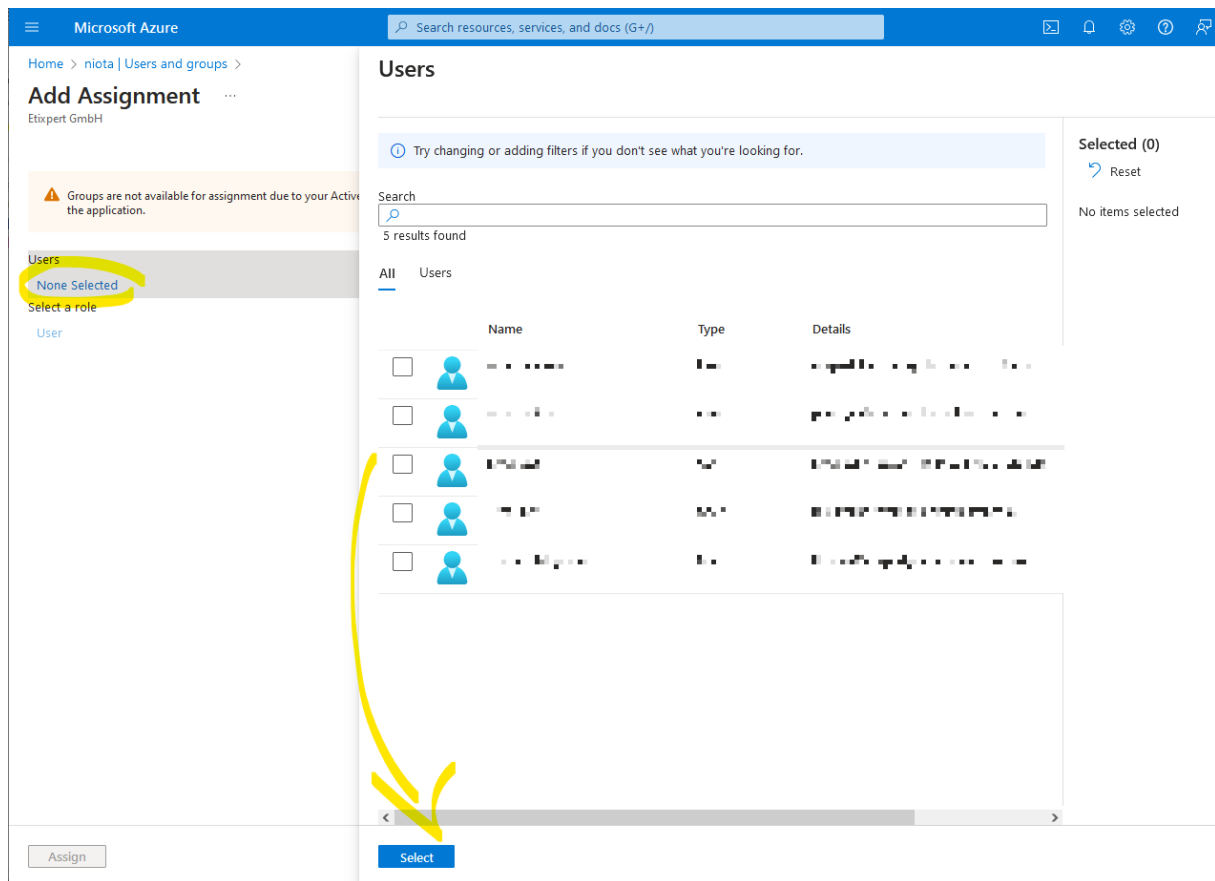 Microsoft Azure
Search resources, services, and docs (G+/)
Home > niota | Users and groups >
Add Assignment ...
Etixpert GmbH
Groups are not available for assignment due to your Active
the application.
Users
None Selected
Select a role
User
Assign
Users
Try changing or adding filters if you don't see what you're looking for.
Search
5 results found
All Users
Name Type Details
Select
Selected (0)
Reset
No items selected